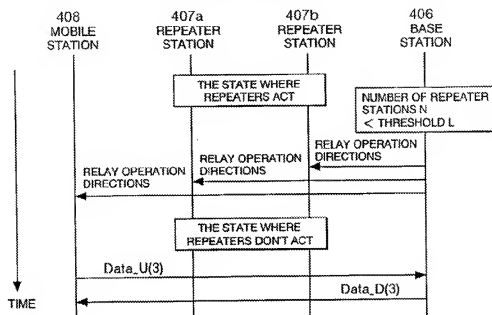 408
MOBILE
STATION
407a
REPEATER
STATION
407b
REPEATER
STATION
406
BASE
STATION
THE STATE WHERE
REPEATERS ACT
NUMBER OF REPEATER
STATIONS N
< THRESHOLD L
RELAY OPERATION
DIRECTIONS
RELAY OPERATION
DIRECTIONS
RELAY OPERATION
DIRECTIONS
THE STATE WHERE
REPEATERS DON'T ACT
Data_U(3)
Data_D(3)
TIME